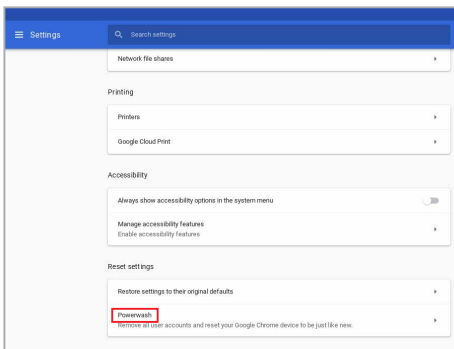 Settings
Search settings
Network file shares
Printing
Printers
Google Cloud Print
Accessibility
Always show accessibility options in the system menu
Manage accessibility features
Enable accessibility features
Reset settings
Restore settings to their original defaults
Powerwash
Remove all user accounts and reset your Google Chrome device to be just like new.